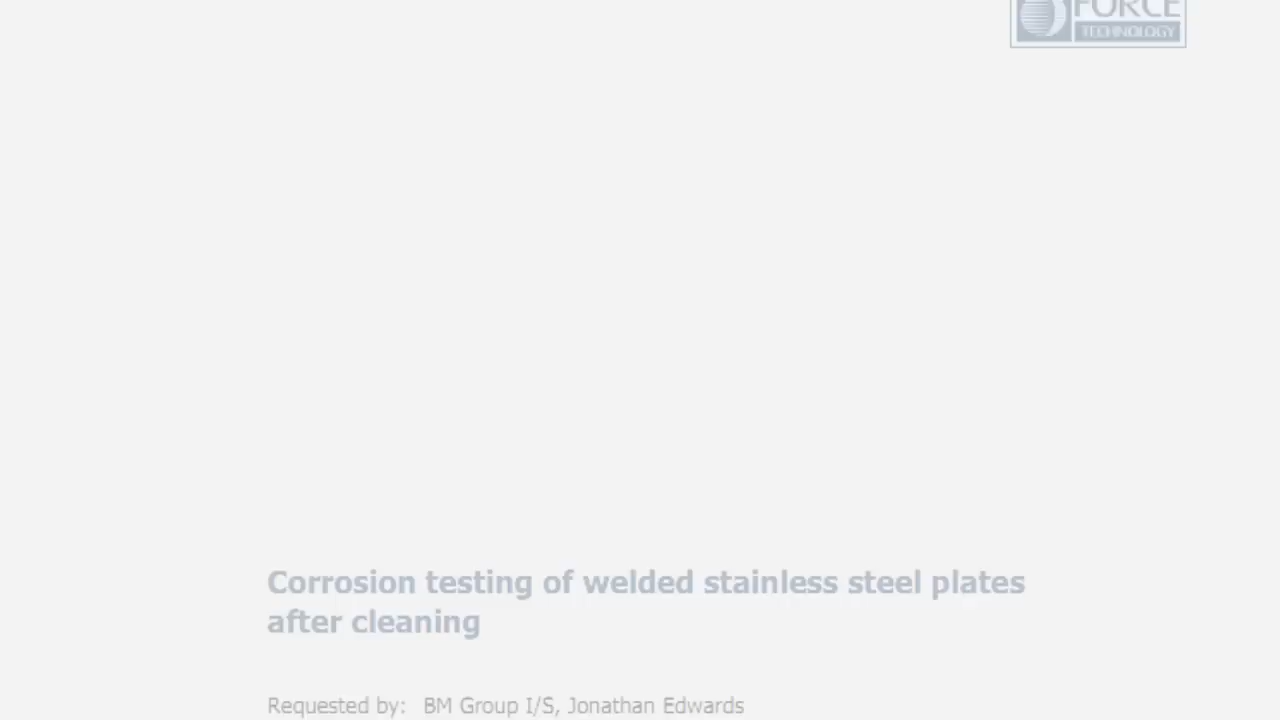 FORCE
TECHNOLOGY
Corrosion testing of welded stainless steel plates
after cleaning
Requested by: BM Group I/S, Jonathan Edwards